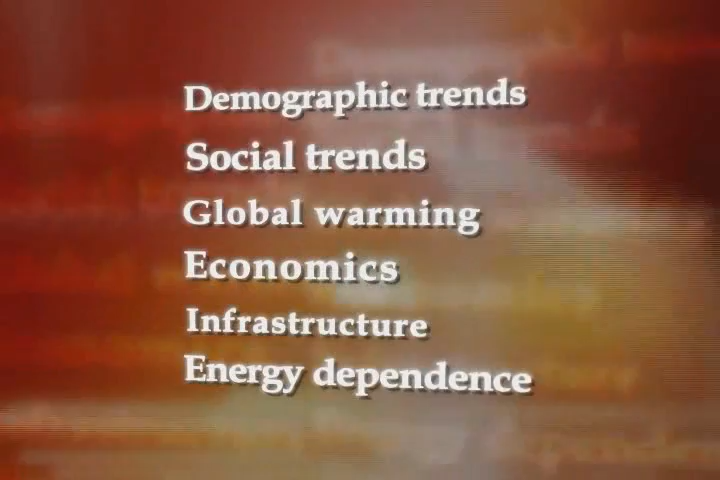 Demographic trends
Social trends
Global warming
Economics
Infrastructure
Energy dependence